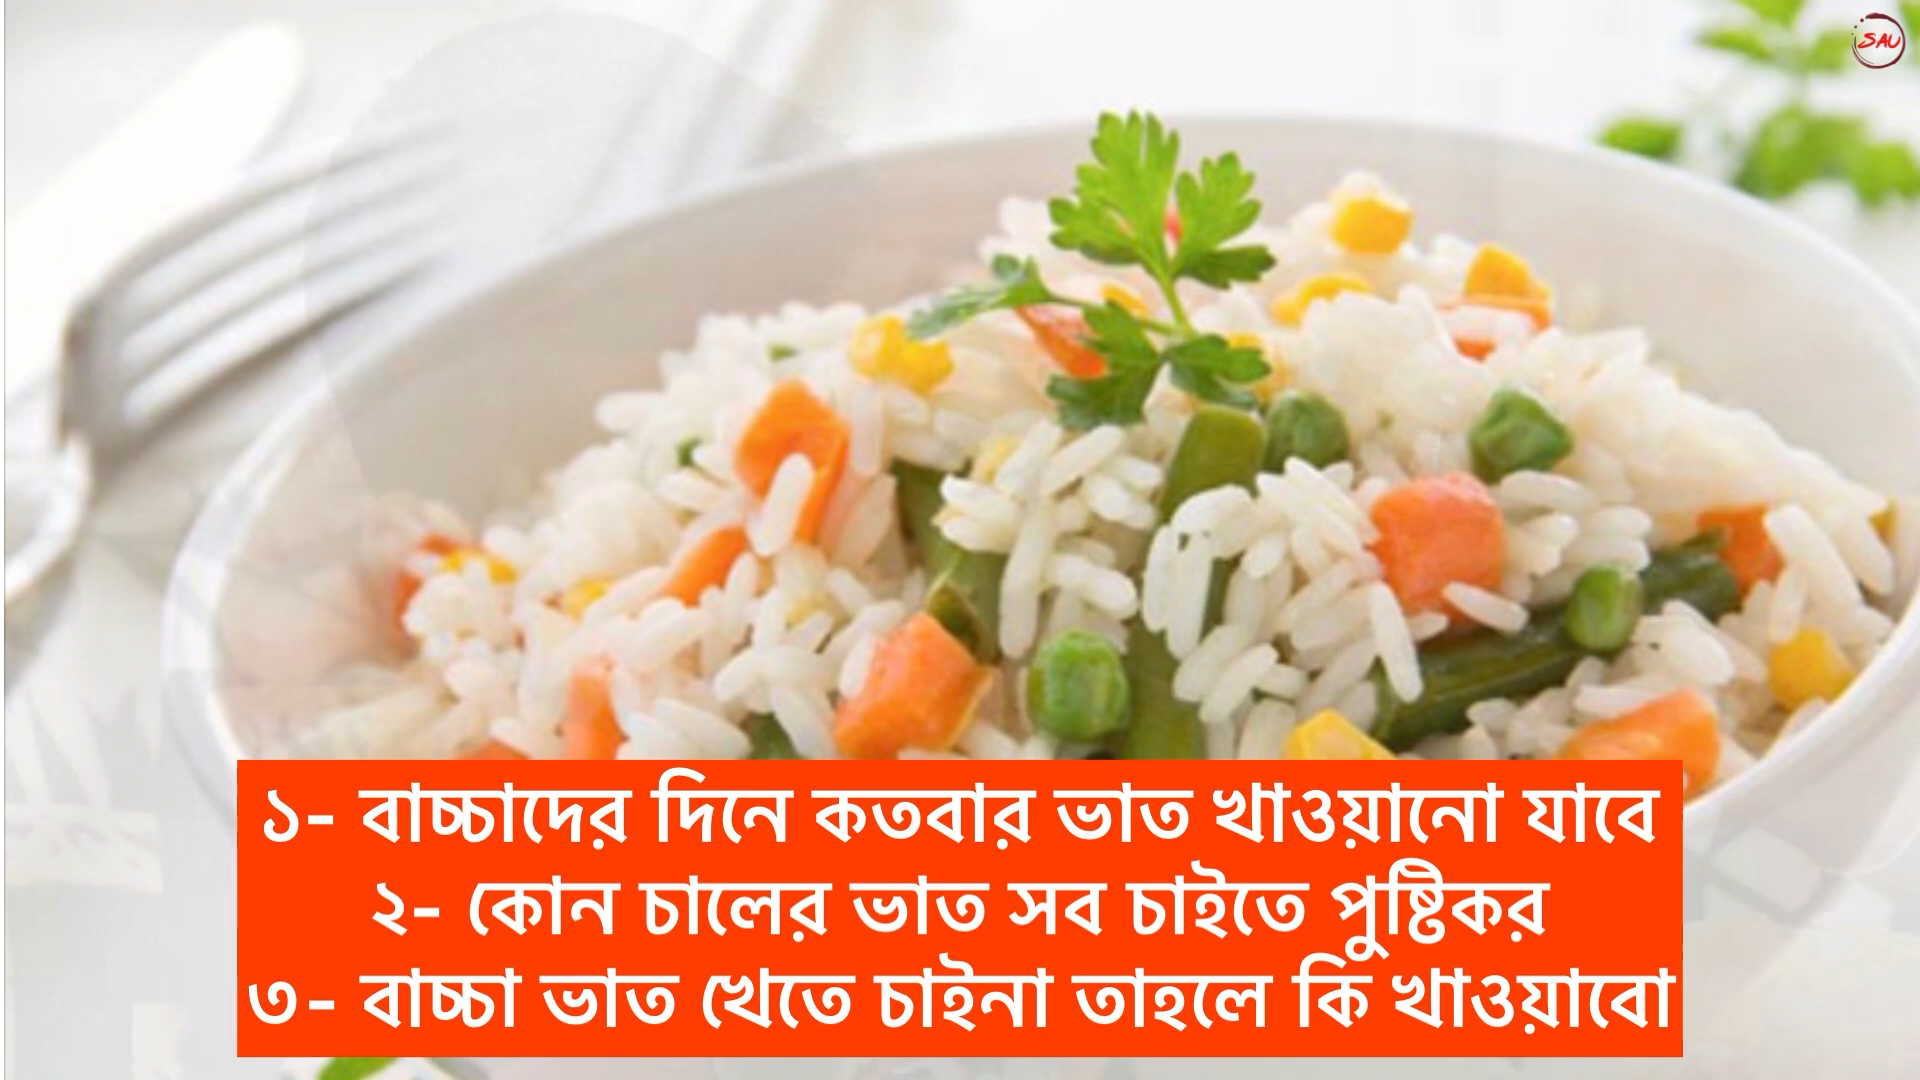 SAU
১- বাচ্চাদের দিনে কতবার ভাত খাওয়ানো যাবে
২- কোন চালের ভাত সব চাইতে পুষ্টিকর
৩- বাচ্চা ভাত খেতে চাইনা তাহলে কি খাওয়াবো